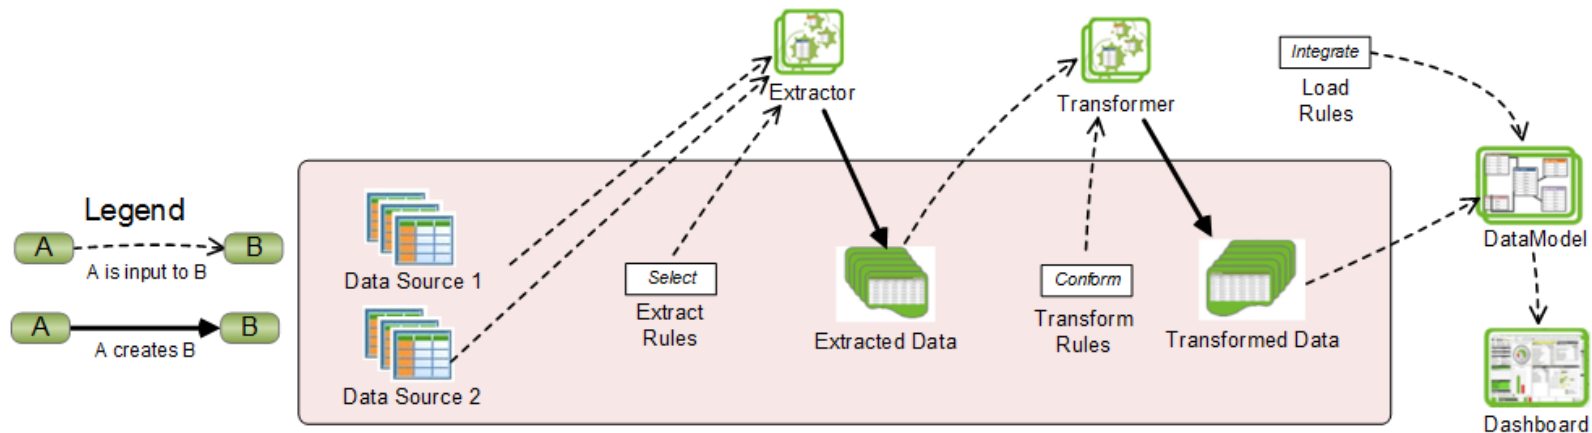 Legend
A
B
A is input to B
A
B
A creates B
Data Source 1
Data Source 2
Select
Extract
Rules
Extractor
Extracted Data
Conform
Transform
Rules
Transformer
Transformed Data
Integrate
Load
Rules
DataModel
Dashboard